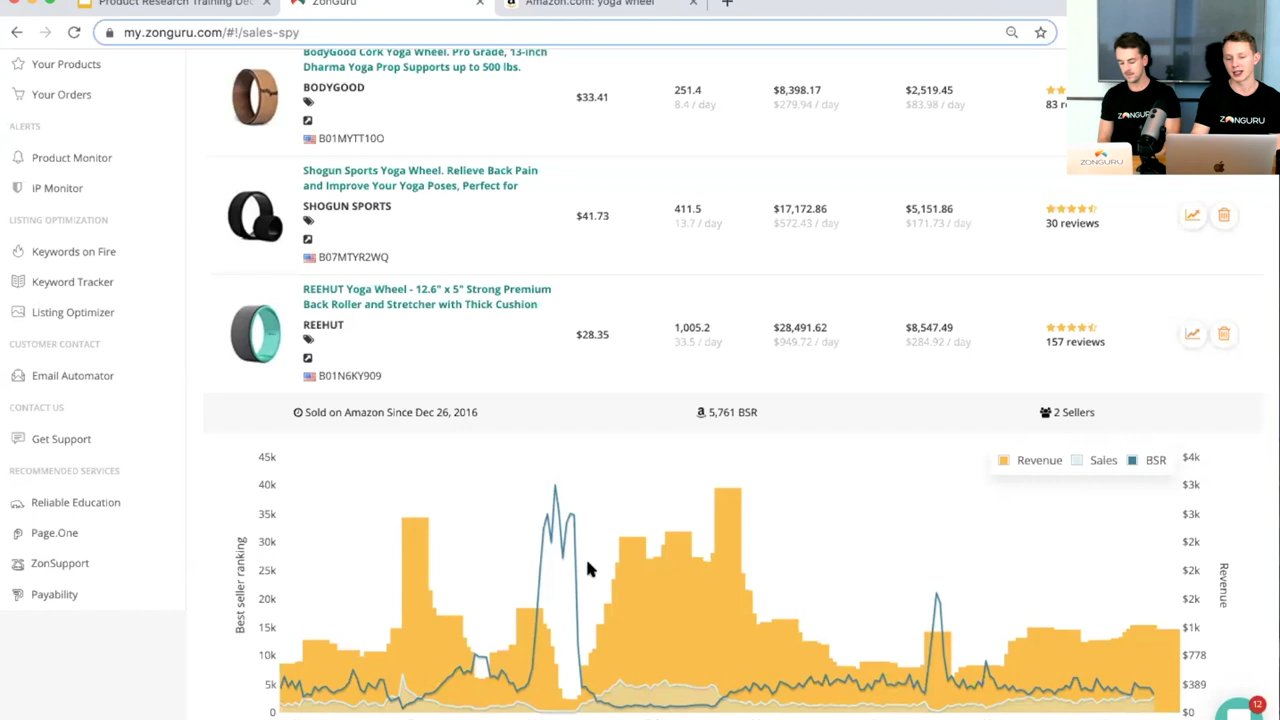 Product Research Training De
ZonGuru
Amazon.com: yoga wheel
my.zonguru.com/#!/sales-spy
Your Products
Your Orders
ALERTS
Product Monitor
IP Monitor
LISTING OPTIMIZATION
Keywords on Fire
Keyword Tracker
Listing Optimizer
CUSTOMER CONTACT
Email Automator
CONTACT US
Get Support
RECOMMENDED SERVICES
Reliable Education
Page.One
ZonSupport
Payability
BodyGood Cork Yoga Wheel. Pro Grade, 13-inch
Dharma Yoga Prop Supports up to 500 lbs.
BODYGOOD
B01MYTT10O
$33.41
251.4
8.4 / day
$8,398.17
$279.94 / day
$2,519.45
$83.98 / day
83 r
Shogun Sports Yoga Wheel. Relieve Back Pain
and Improve Your Yoga Poses, Perfect for
SHOGUN SPORTS
B07MTYR2WQ
$41.73
411.5
13.7 / day
$17,172.86
$572.43 / day
$5,151.86
$171.73 / day
30 reviews
REEHUT Yoga Wheel - 12.6" x 5" Strong Premium
Back Roller and Stretcher with Thick Cushion
REEHUT
B01N6KY909
$28.35
1,005.2
33.5 / day
$28,491.62
$949.72 / day
$8,547.49
$284.92 / day
157 reviews
Sold on Amazon Since Dec 26, 2016
5,761 BSR
2 Sellers
Revenue
Sales
BSR
45k
40k
35k
30k
25k
20k
15k
10k
5k
0
Best seller ranking
$4k
$3k
$3k
$2k
$2k
$2k
$1k
$778
$389
$0
Revenue
12
ZONGURU
ZONGURU
ZONGURU